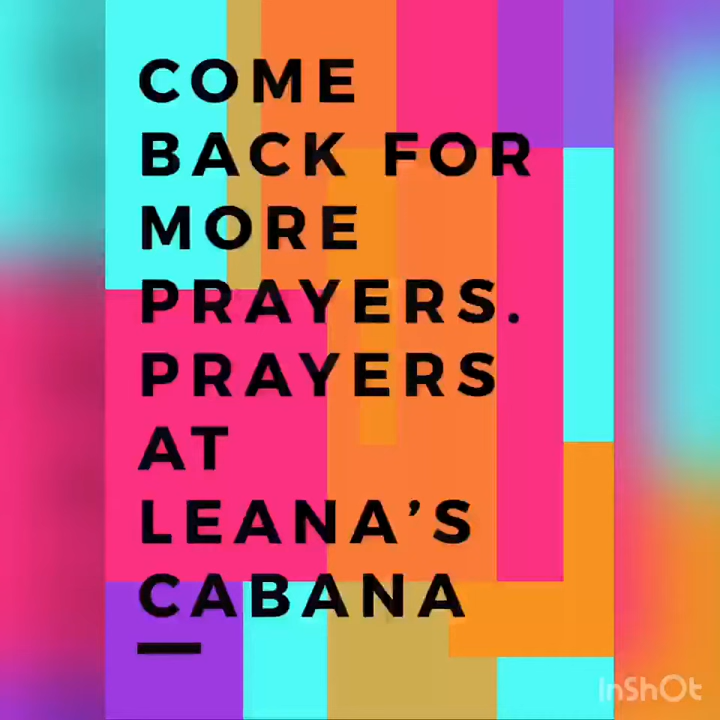 COME
BACK FOR
MORE
PRAYERS.
PRAYERS
AT
LEANA’S
CABANA
InShOt